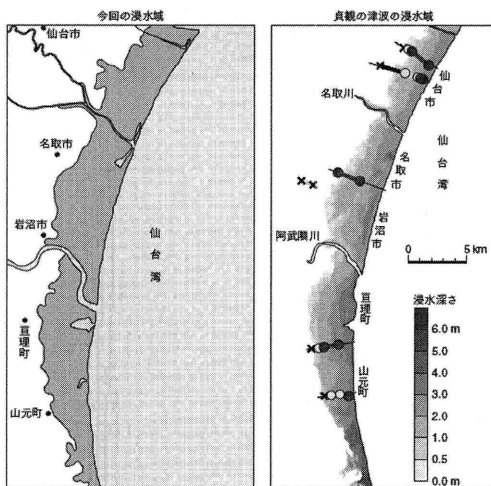 今回の浸水域
仙台市
名取市
岩沼市
亘理町
山元町
仙台湾
貞観の津波の浸水域
仙台市
名取川
仙台湾
名取市
岩沼市
阿武隈川
0 5 km
亘理町
山元町
浸水深さ
6.0 m
5.0
4.0
3.0
2.0
1.0
0.5
0.0 m